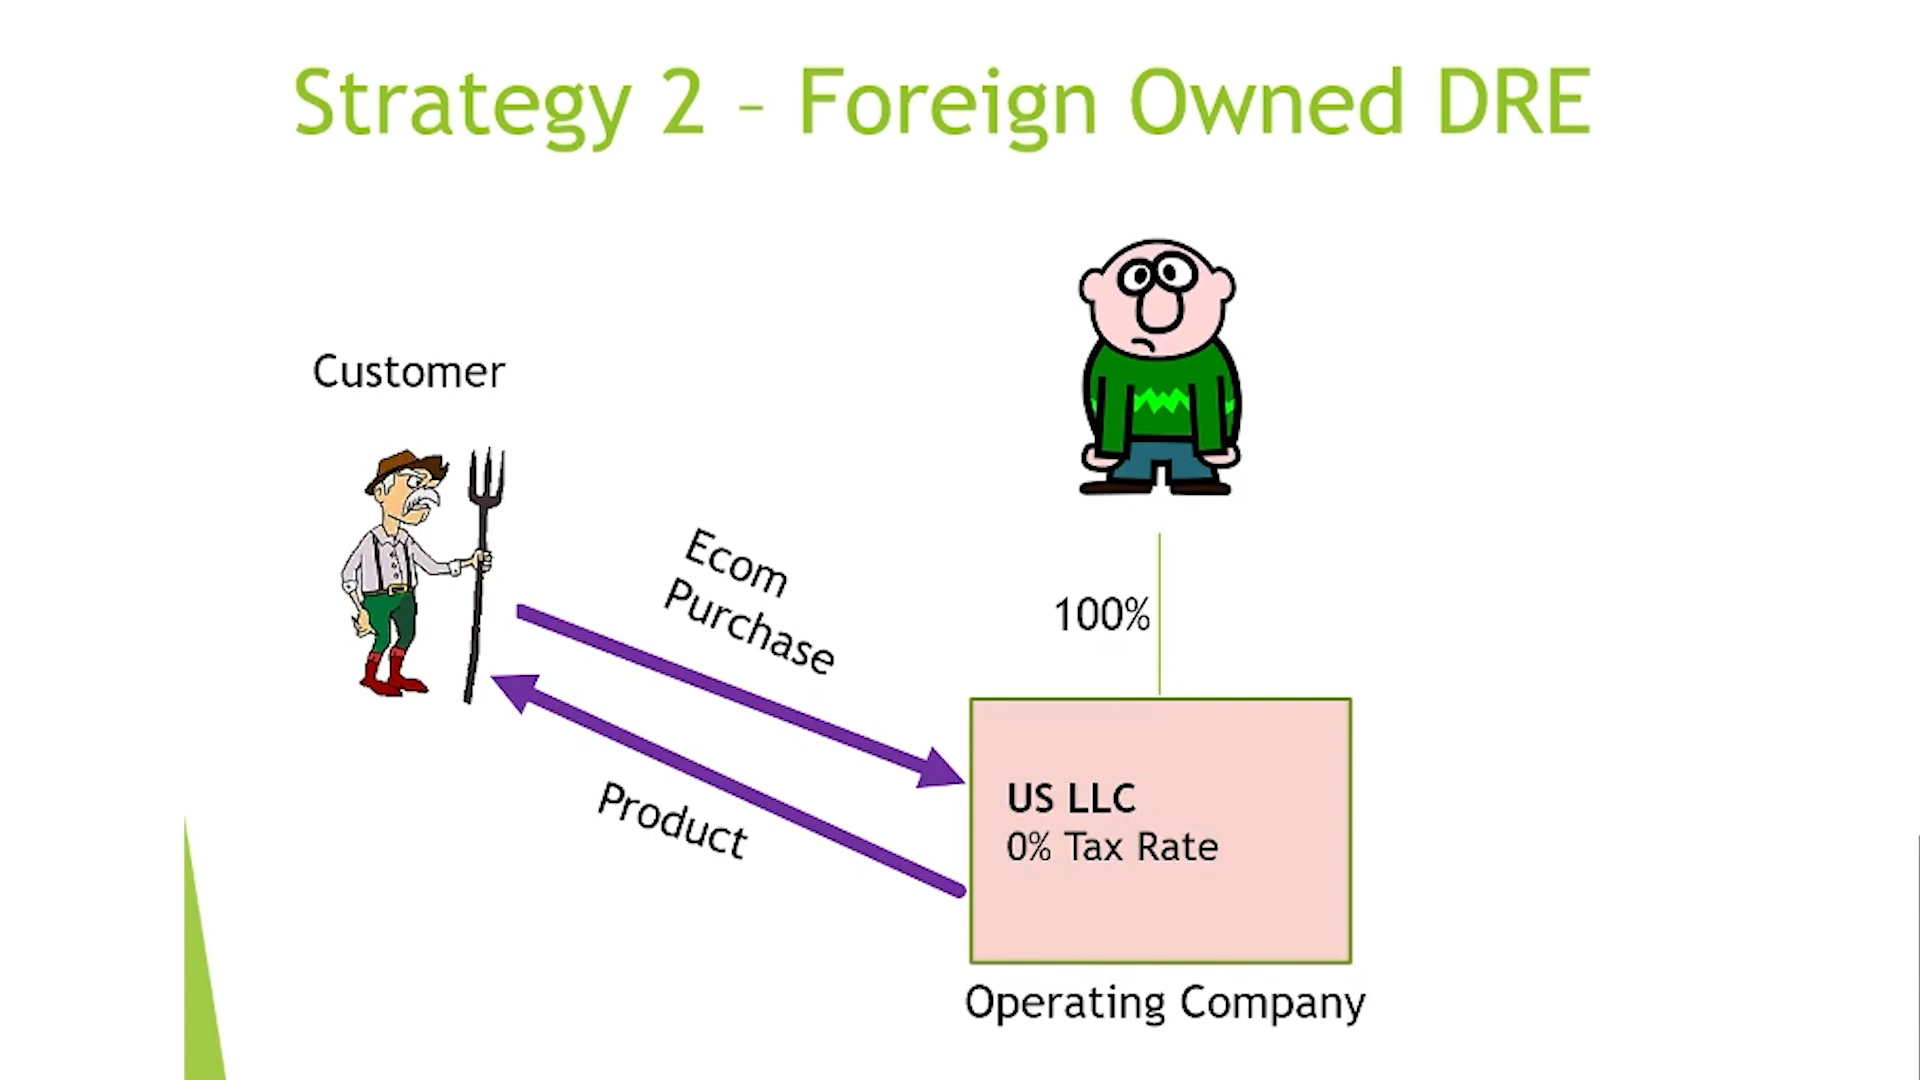 Strategy 2 – Foreign Owned DRE
Customer
Ecom
Purchase
100%
Product
US LLC
0% Tax Rate
Operating Company